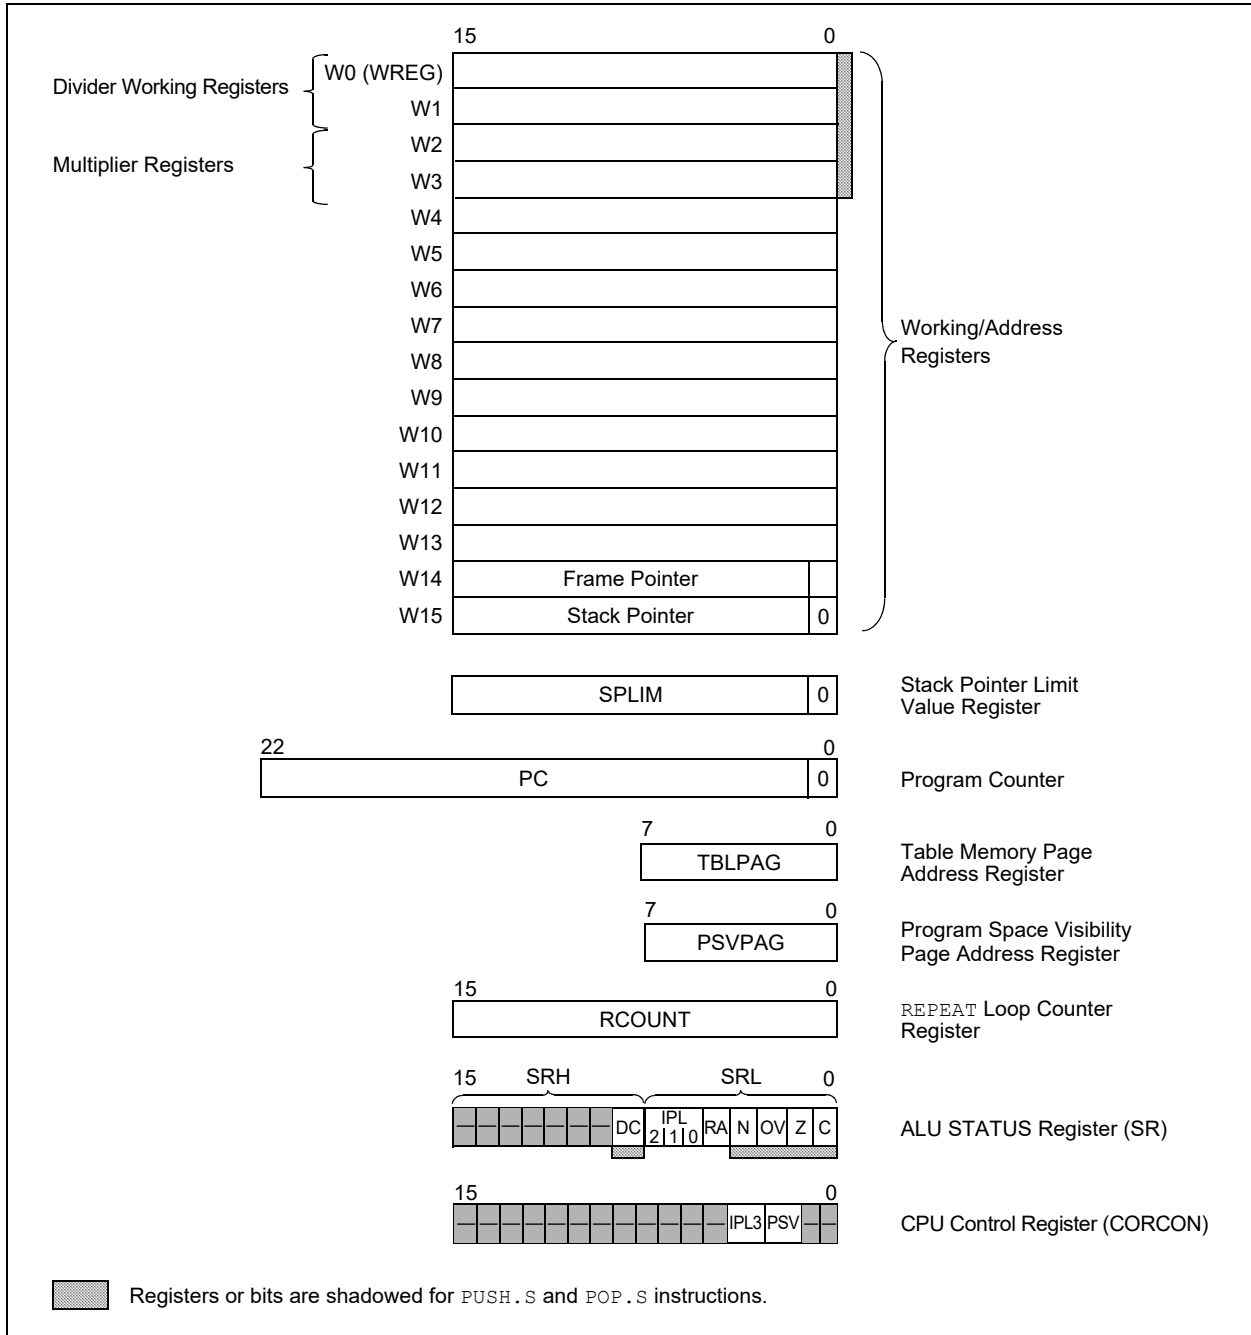 15 0
W0 (WREG)
Divider Working Registers
W1
W2
Multiplier Registers
W3
W4
W5
W6
W7
Working/Address
Registers
W8
W9
W10
W11
W12
W13
W14 Frame Pointer
W15 Stack Pointer 0
SPLIM 0
Stack Pointer Limit
Value Register
22 0
PC 0 Program Counter
7 0
TBLPAG
Table Memory Page
Address Register
7 0
PSVPAG
Program Space Visibility
Page Address Register
15 0
RCOUNT
REPEAT Loop Counter
Register
15 SRH SRL 0
— — — — — — — DC IPL 2 1 0 RA N OV Z C ALU STATUS Register (SR)
15 0
— — — — — — — — — — — — IPL3 PSV — — CPU Control Register (CORCON)
Registers or bits are shadowed for PUSH.S and POP.S instructions.